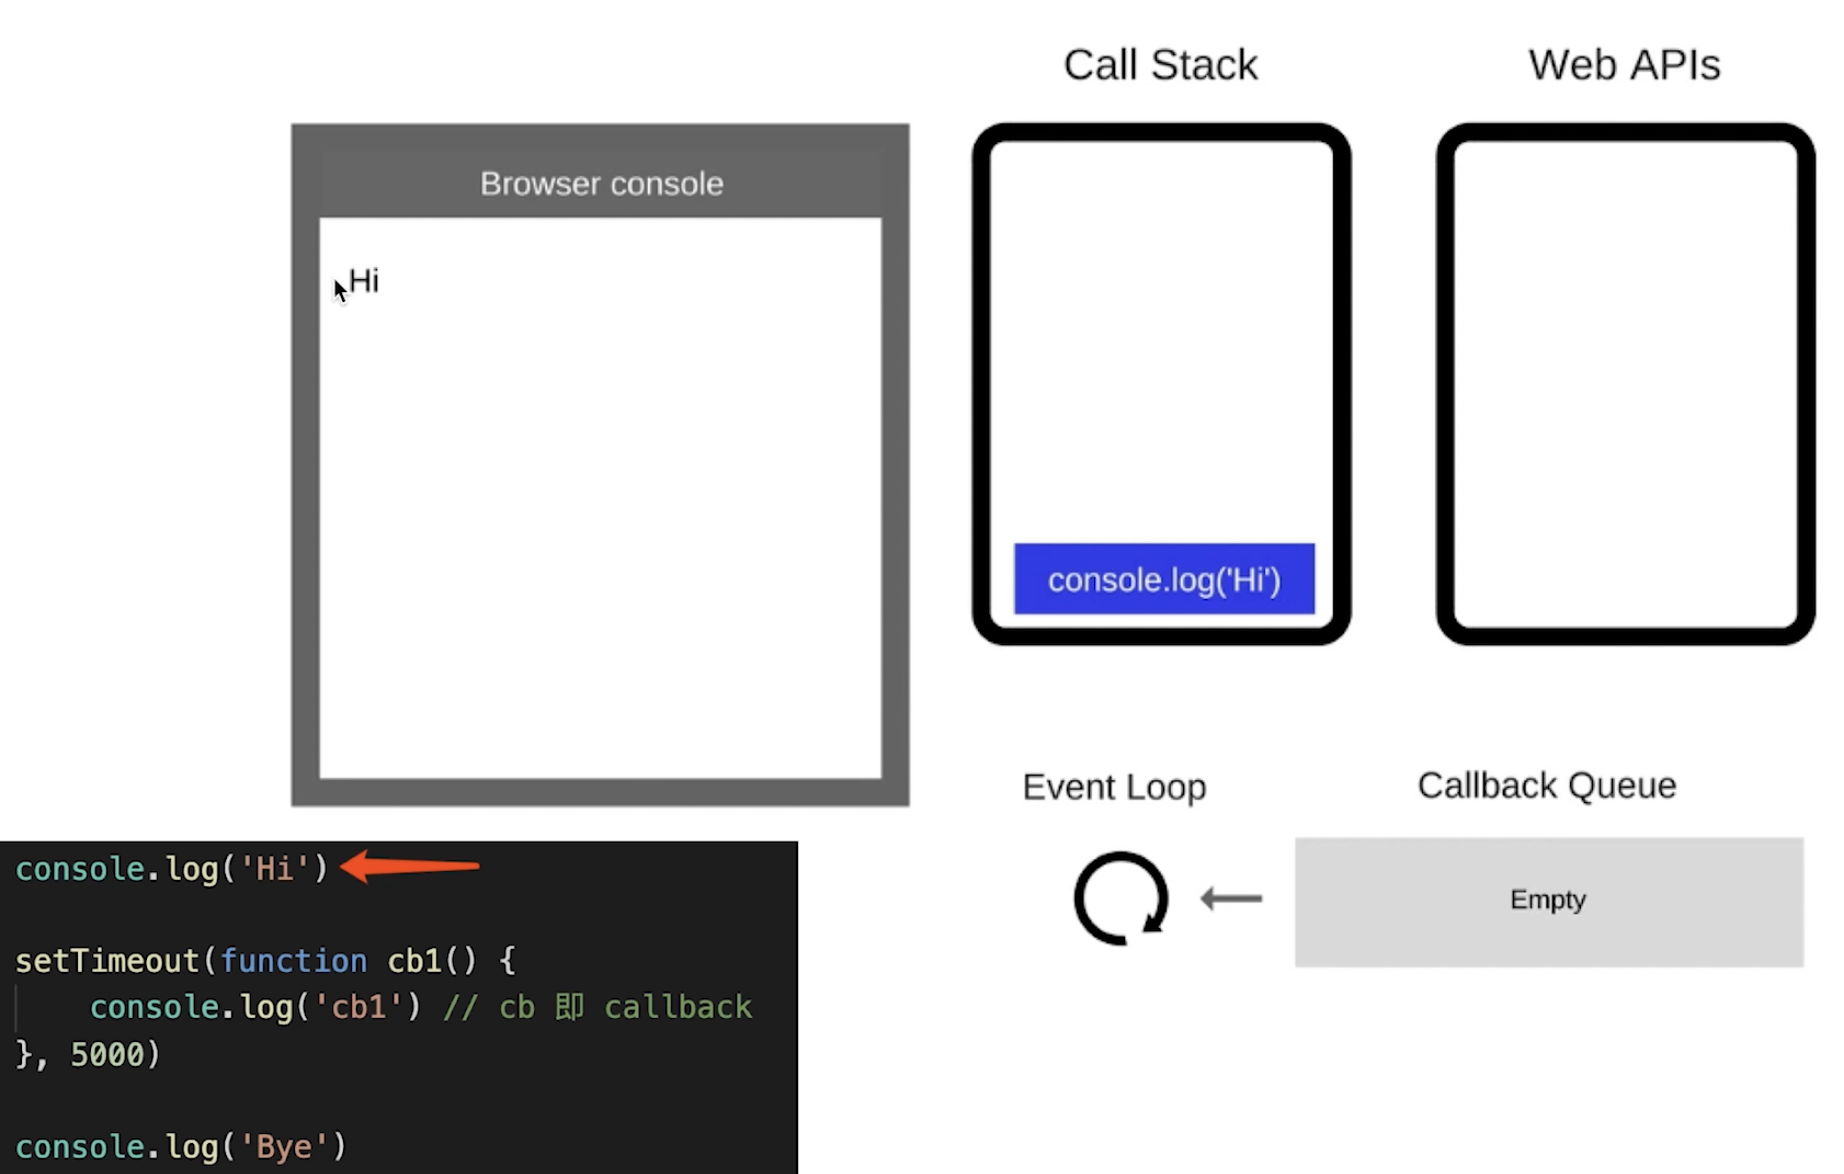 Call Stack
Web APIs
Browser console
Hi
console.log('Hi')
Event Loop
Callback Queue
Empty
console.log('Hi')
setTimeout(function cb1() {
console.log('cb1') // cb 即 callback
}, 5000)
console.log('Bye')